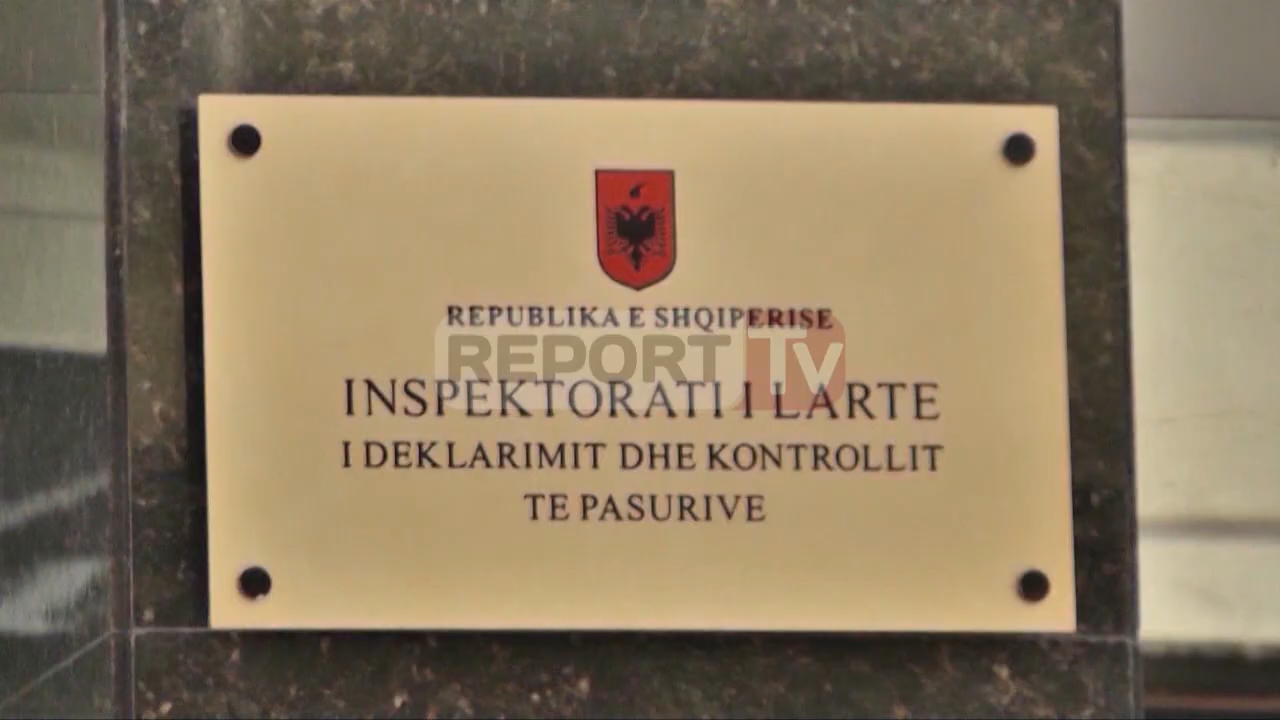 REPUBLIKA E SHQIPERISE
REPORT Tv
INSPEKTORATI I LARTE
I DEKLARIMIT DHE KONTROLLIT
TE PASURIVE